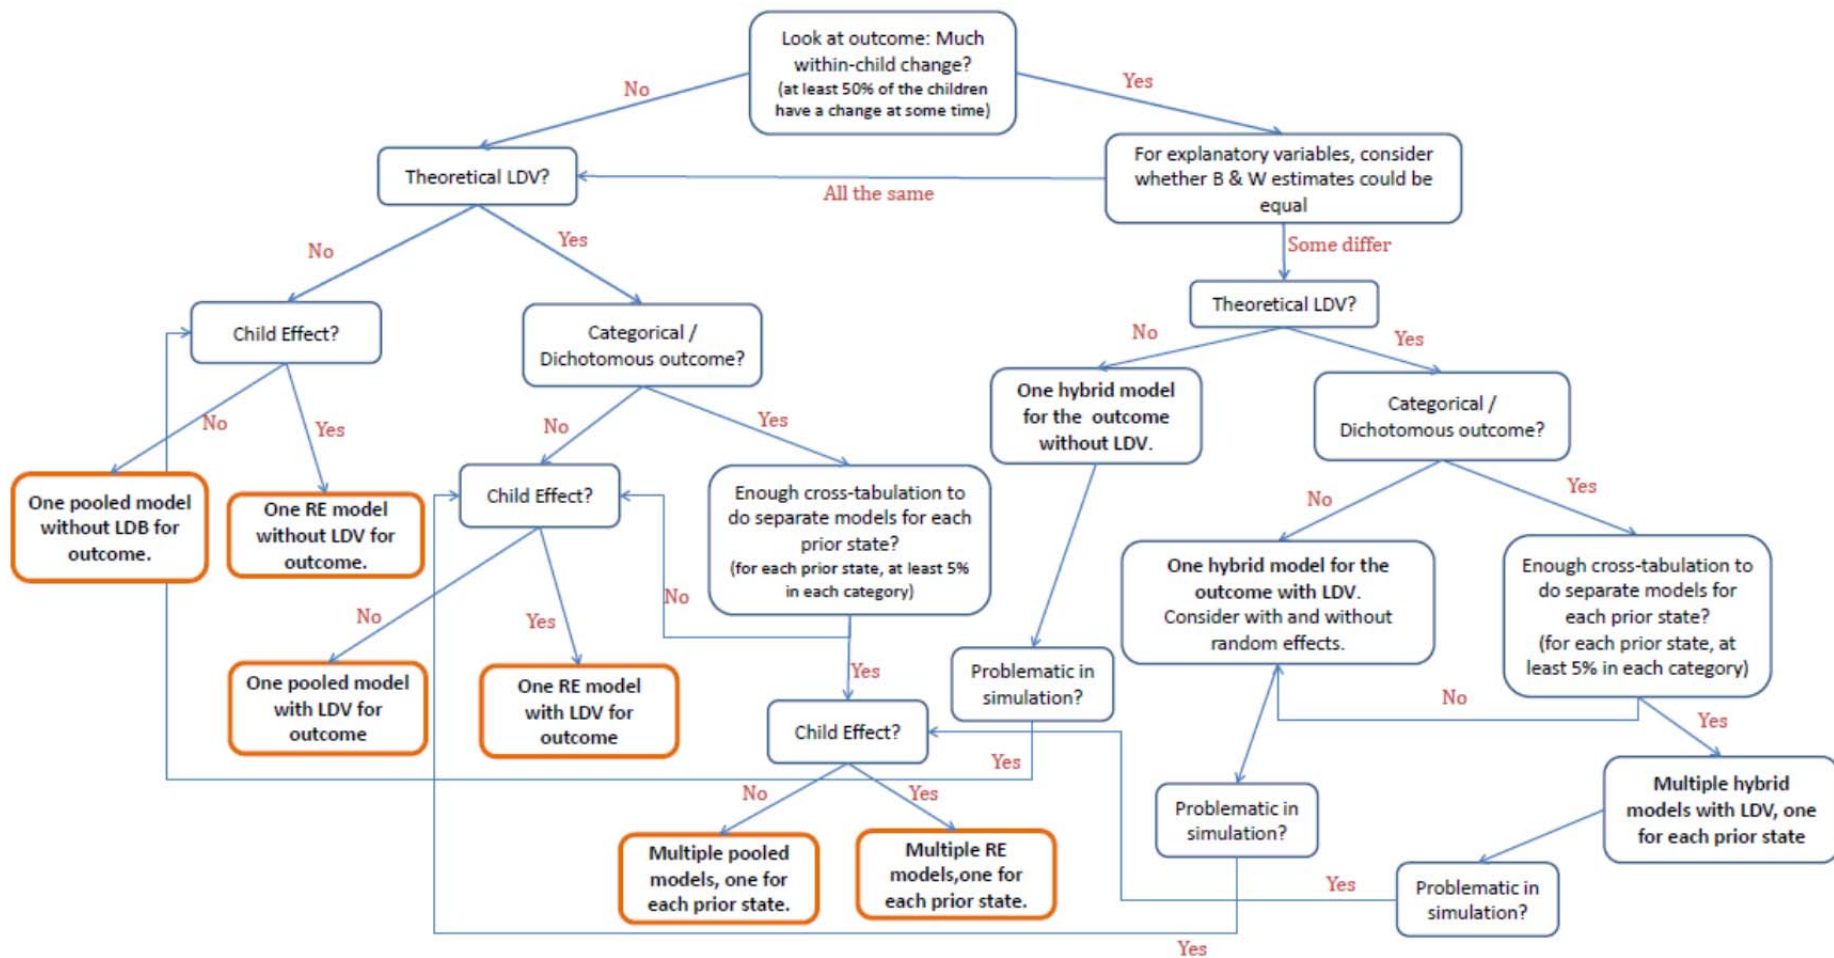 Look at outcome: Much
within-child change?
(at least 50% of the children
have a change at some time)
No
Yes
Theoretical LDV?
For explanatory variables, consider
whether B & W estimates could be
equal
All the same
No
Yes
Some differ
Child Effect?
Categorical /
Dichotomous outcome?
Theoretical LDV?
No
Yes
No
Yes
No
Yes
One hybrid model
for the outcome
without LDV.
Categorical /
Dichotomous outcome?
One pooled model
without LDB for
outcome.
One RE model
without LDV for
outcome.
Child Effect?
Enough cross-tabulation to
do separate models for each
prior state?
(for each prior state, at least 5%
in each category)
No
Yes
One hybrid model for the
outcome with LDV.
Consider with and without
random effects.
Enough cross-tabulation to
do separate models for
each prior state?
(for each prior state, at
least 5% in each category)
No
Yes
No
Yes
One pooled model
with LDV for
outcome
One RE model
with LDV for
outcome
Problematic in
simulation?
No
Yes
Child Effect?
Yes
No
Yes
Problematic in
simulation?
Multiple hybrid
models with LDV, one
for each prior state
Multiple pooled
models, one for
each prior state.
Multiple RE
models,one for
each prior state.
Yes
Problematic in
simulation?
Yes